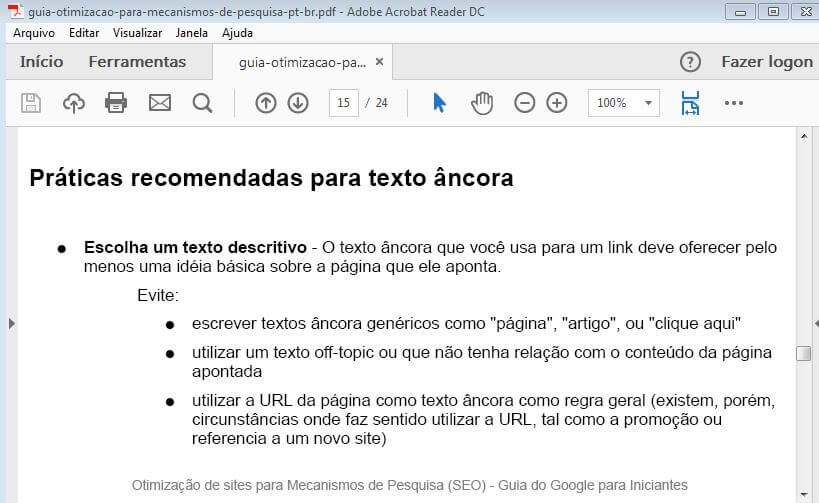 guia-otimizacao-para-mecanismos-de-pesquisa-pt-br.pdf - Adobe Acrobat Reader DC
Arquivo Editar Visualizar Janela Ajuda
Início Ferramentas guia-otimizacao-pa... × ? Fazer logon
15 / 24 100%
Práticas recomendadas para texto âncora
● Escolha um texto descritivo - O texto âncora que você usa para um link deve oferecer pelo
menos uma idéia básica sobre a página que ele aponta.
Evite:
● escrever textos âncora genéricos como "página", "artigo", ou "clique aqui"
● utilizar um texto off-topic ou que não tenha relação com o conteúdo da página
apontada
● utilizar a URL da página como texto âncora como regra geral (existem, porém,
circunstâncias onde faz sentido utilizar a URL, tal como a promoção ou
referencia a um novo site)
Otimização de sites para Mecanismos de Pesquisa (SEO) - Guia do Google para Iniciantes